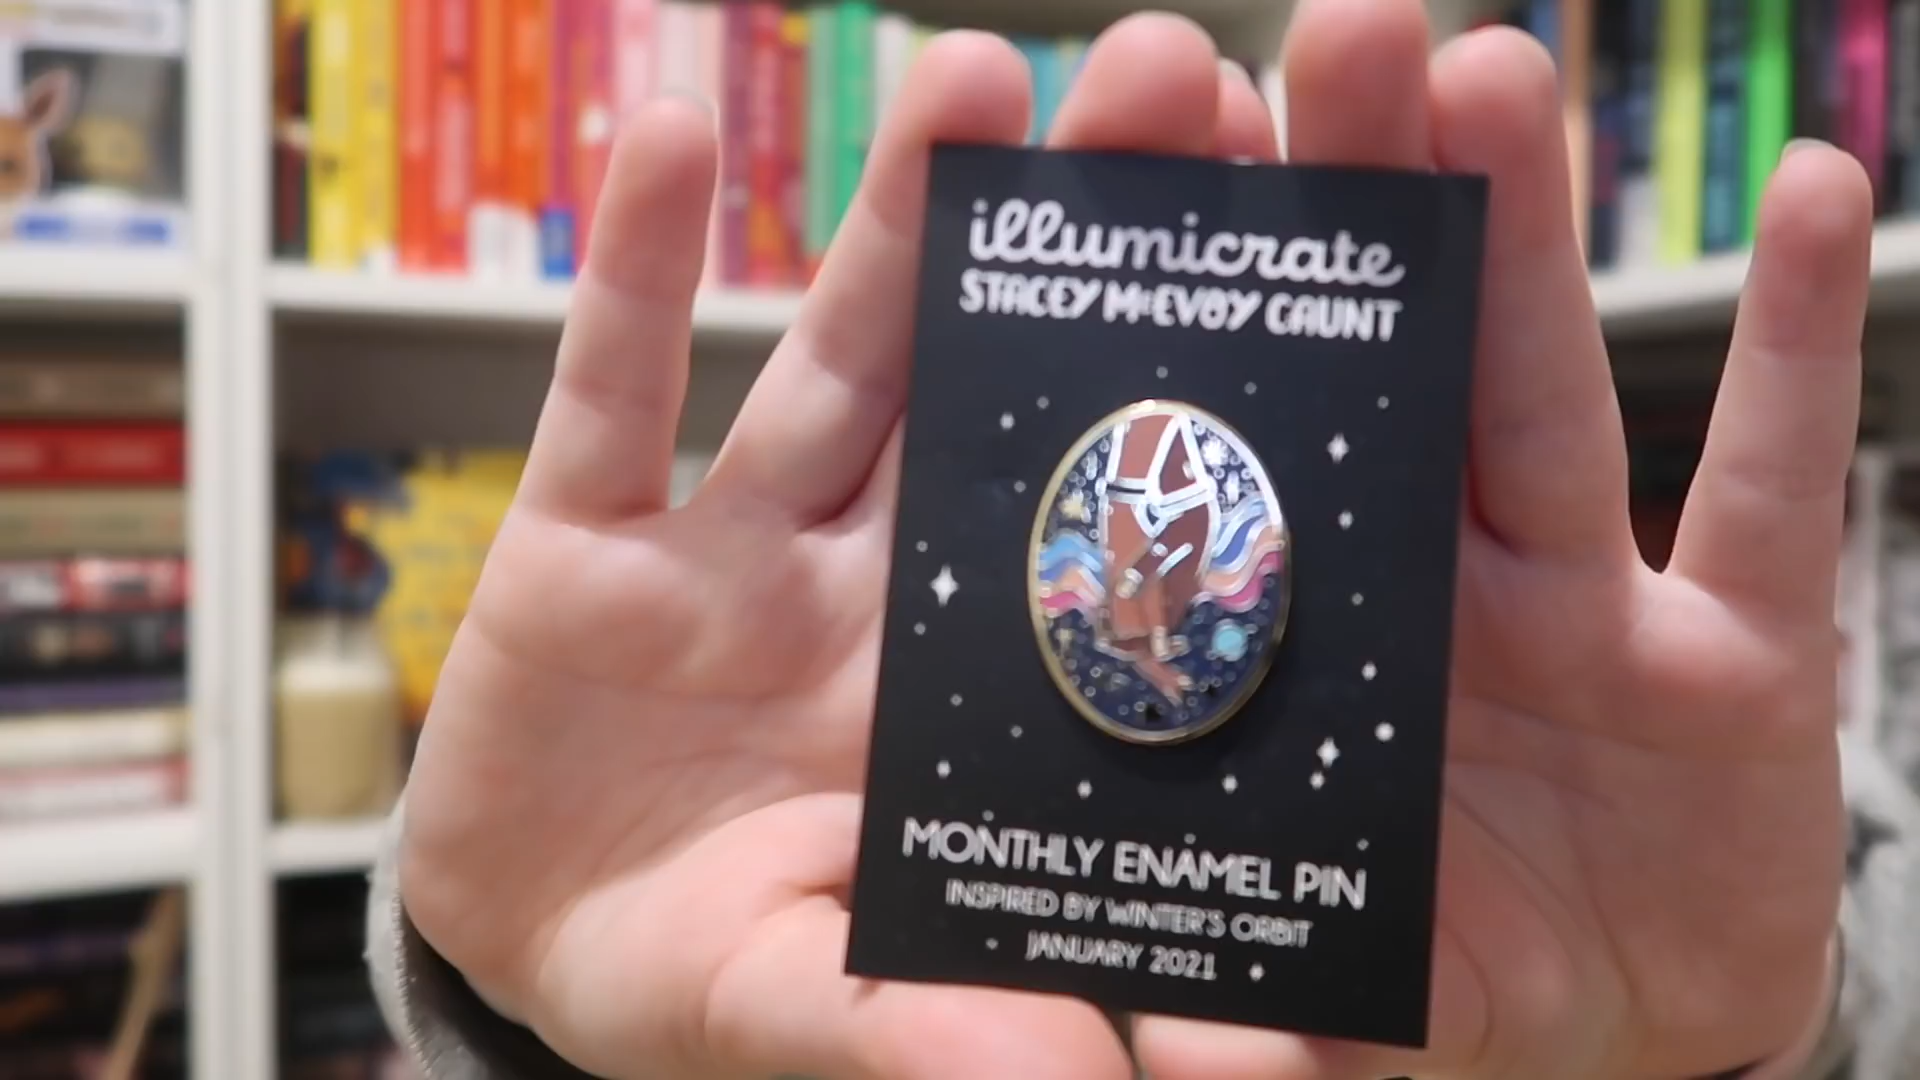 illumicrate
STACEY McEVOY CAUNT
MONTHLY ENAMEL PIN
INSPIRED BY WINTER'S ORBIT
JANUARY 2021